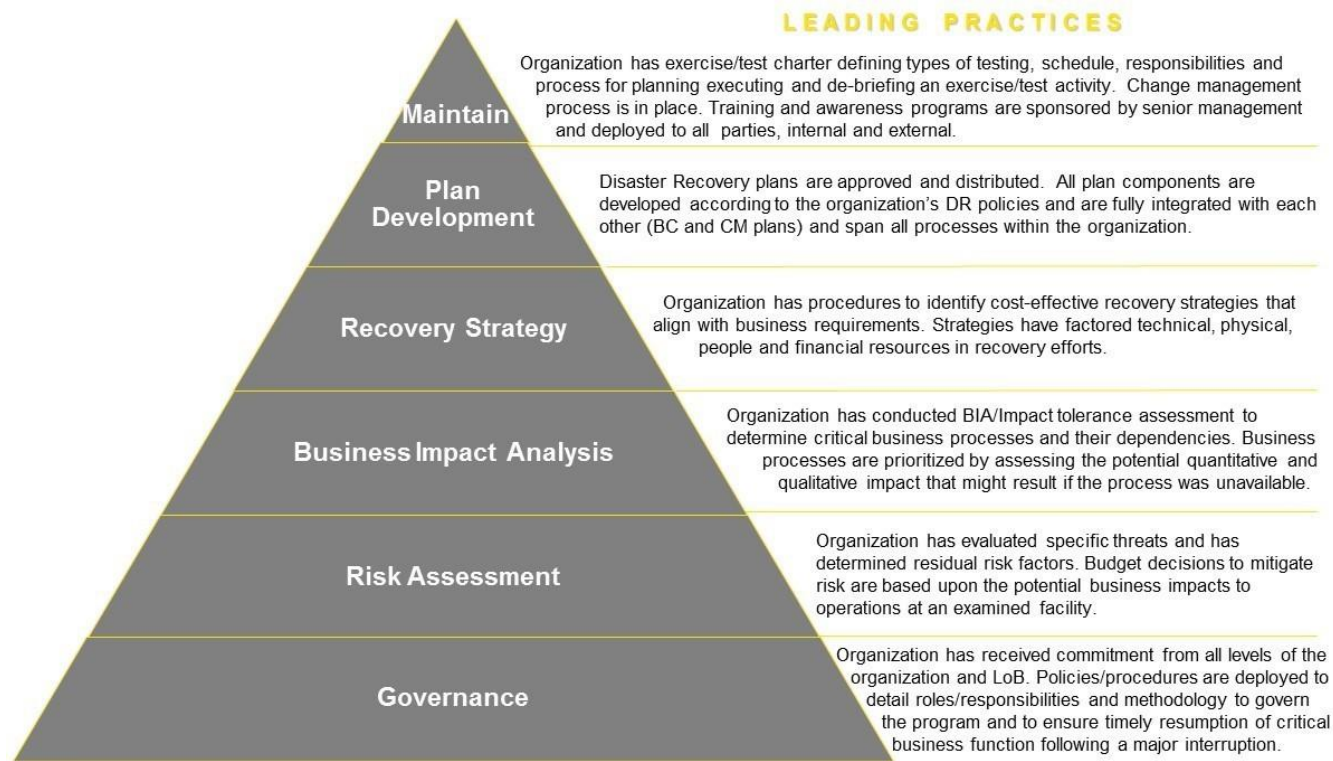 LEADING PRACTICES
Organization has exercise/test charter defining types of testing, schedule, responsibilities and
process for planning executing and de-briefing an exercise/test activity. Change management
process is in place. Training and awareness programs are sponsored by senior management
and deployed to all parties, internal and external.
Maintain
Plan
Development
Disaster Recovery plans are approved and distributed. All plan components are
developed according to the organization's DR policies and are fully integrated with each
other (BC and CM plans) and span all processes within the organization.
Recovery Strategy
Organization has procedures to identify cost-effective recovery strategies that
align with business requirements. Strategies have factored technical, physical,
people and financial resources in recovery efforts.
Business Impact Analysis
Organization has conducted BIA/Impact tolerance assessment to
determine critical business processes and their dependencies. Business
processes are prioritized by assessing the potential quantitative and
qualitative impact that might result if the process was unavailable.
Risk Assessment
Organization has evaluated specific threats and has
determined residual risk factors. Budget decisions to mitigate
risk are based upon the potential business impacts to
operations at an examined facility.
Governance
Organization has received commitment from all levels of the
organization and LoB. Policies/procedures are deployed to
detail roles/responsibilities and methodology to govern
the program and to ensure timely resumption of critical
business function following a major interruption.